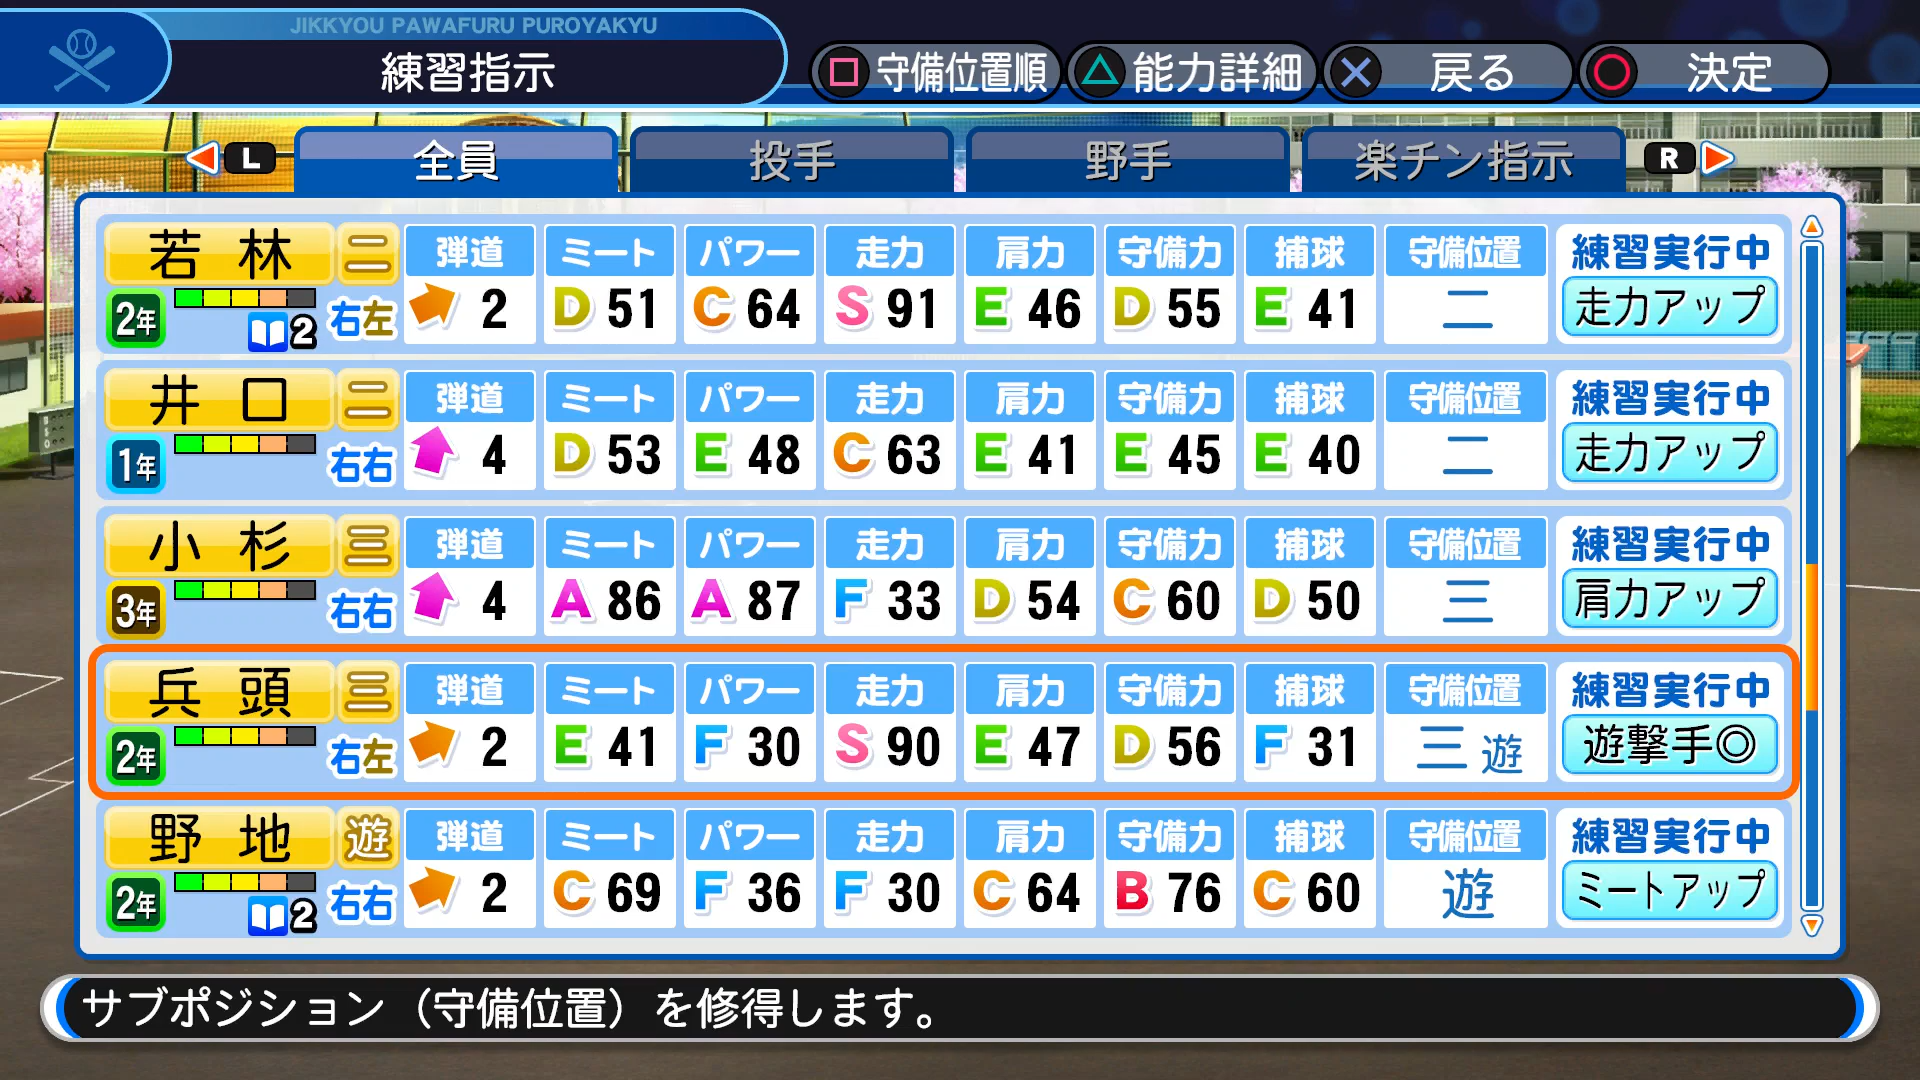 JIKKYOU PAWAFURU PUROYAKYU
練習指示
守備位置順 能力詳細 戻る 決定
L 全員 投手 野手 楽チン指示 R
若林 二 弾道 ミート パワー 走力 肩力 守備力 捕球 守備位置 練習実行中
2年 2 右左 2 D 51 C 64 S 91 E 46 D 55 E 41 二 走力アップ
井口 二 弾道 ミート パワー 走力 肩力 守備力 捕球 守備位置 練習実行中
1年 右右 4 D 53 E 48 C 63 E 41 E 45 E 40 二 走力アップ
小杉 三 弾道 ミート パワー 走力 肩力 守備力 捕球 守備位置 練習実行中
3年 右右 4 A 86 A 87 F 33 D 54 C 60 D 50 三 肩力アップ
兵頭 三 弾道 ミート パワー 走力 肩力 守備力 捕球 守備位置 練習実行中
2年 右左 2 E 41 F 30 S 90 E 47 D 56 F 31 三 遊 遊撃手◎
野地 遊 弾道 ミート パワー 走力 肩力 守備力 捕球 守備位置 練習実行中
2年 2 右右 2 C 69 F 36 F 30 C 64 B 76 C 60 遊 ミートアップ
サブポジション（守備位置）を修得します。